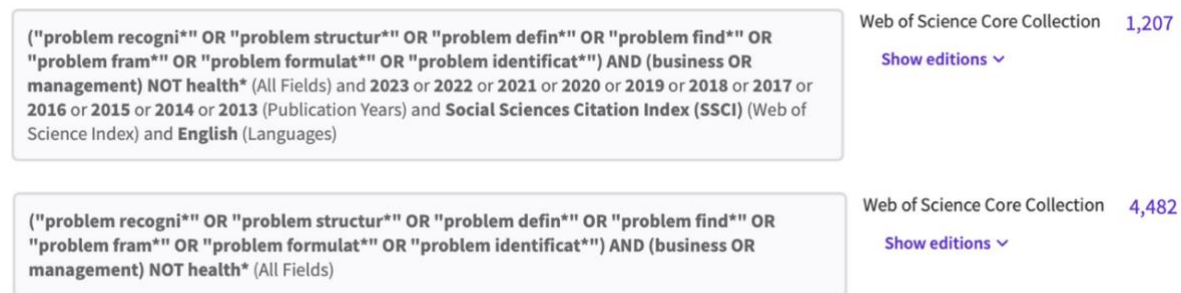 ("problem recogni*" OR "problem structur*" OR "problem defin*" OR "problem find*" OR
"problem fram*" OR "problem formulat*" OR "problem identificat*") AND (business OR
management) NOT health* (All Fields) and 2023 or 2022 or 2021 or 2020 or 2019 or 2018 or 2017 or
2016 or 2015 or 2014 or 2013 (Publication Years) and Social Sciences Citation Index (SSCI) (Web of
Science Index) and English (Languages)
Web of Science Core Collection 1,207
Show editions
("problem recogni*" OR "problem structur*" OR "problem defin*" OR "problem find*" OR
"problem fram*" OR "problem formulat*" OR "problem identificat*") AND (business OR
management) NOT health* (All Fields)
Web of Science Core Collection 4,482
Show editions